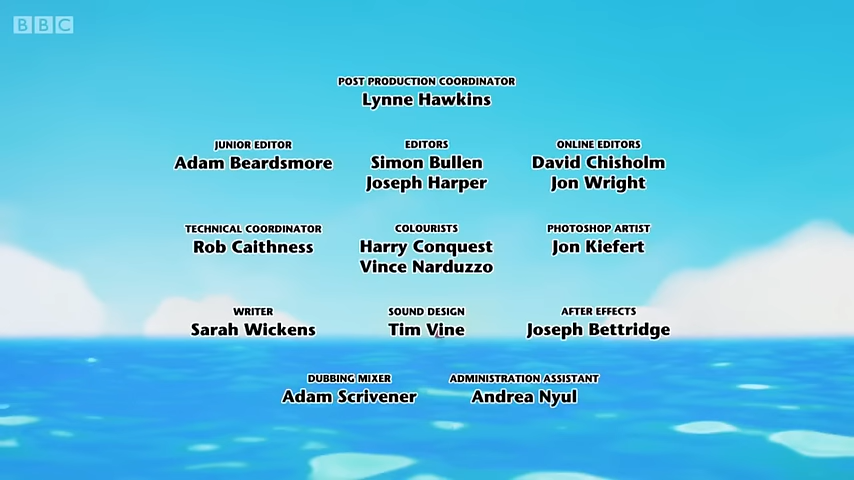 BBC
POST PRODUCTION COORDINATOR
Lynne Hawkins
JUNIOR EDITOR
Adam Beardsmore
EDITORS
Simon Bullen
Joseph Harper
ONLINE EDITORS
David Chisholm
Jon Wright
TECHNICAL COORDINATOR
Rob Caithness
COLOURISTS
Harry Conquest
Vince Narduzzo
PHOTOSHOP ARTIST
Jon Kiefert
WRITER
Sarah Wickens
SOUND DESIGN
Tim Vine
AFTER EFFECTS
Joseph Bettridge
DUBBING MIXER
Adam Scrivener
ADMINISTRATION ASSISTANT
Andrea Nyul